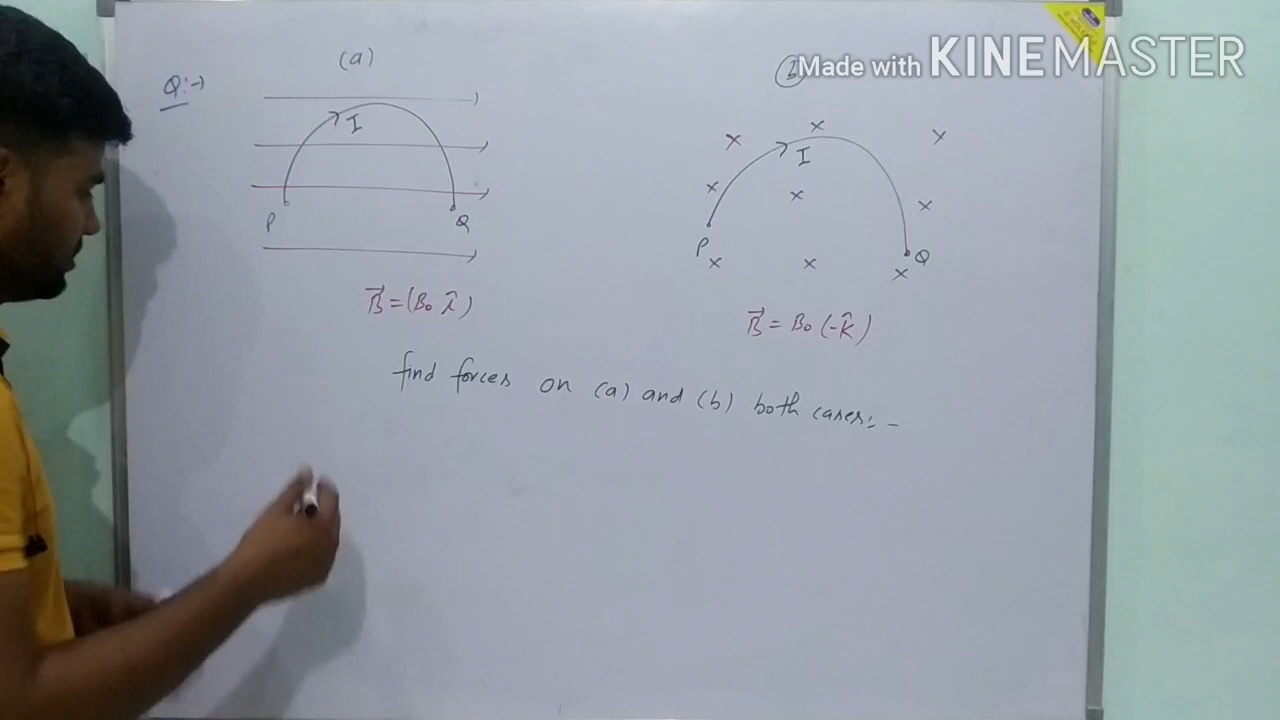 (a)
Made with KINEMASTER
Q:→
I
I
P
Q
P
Q
B⃗ = (B₀ î)
B⃗ = B₀ (-k̂)
find forces on (a) and (b) both cases:-